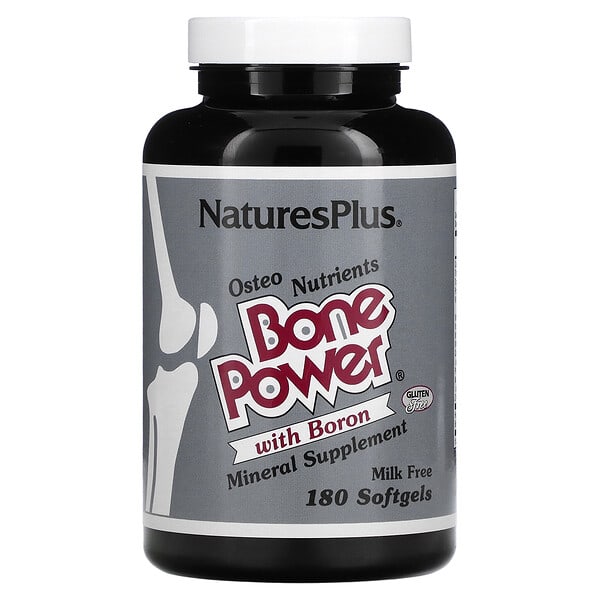 NaturesPlus®
Osteo Nutrients
Bone
Power®
with Boron
GLUTEN
Free
Mineral Supplement
Milk Free
180 Softgels